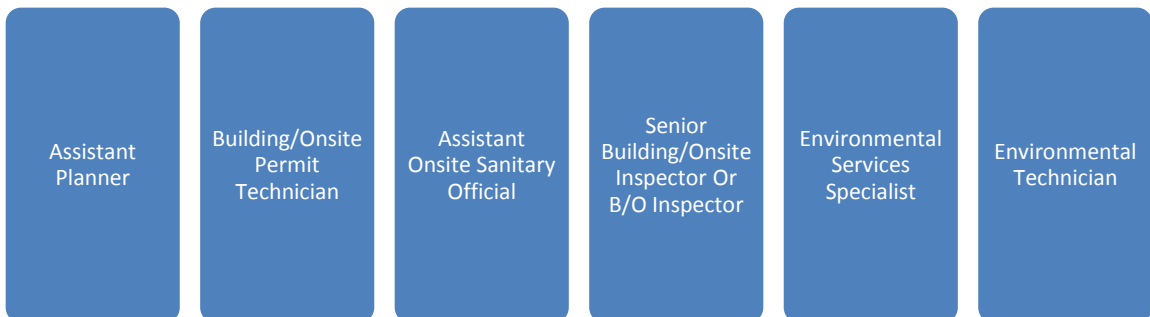 Assistant
Planner
Building/Onsite
Permit
Technician
Assistant
Onsite Sanitary
Official
Senior
Building/Onsite
Inspector Or
B/O Inspector
Environmental
Services
Specialist
Environmental
Technician